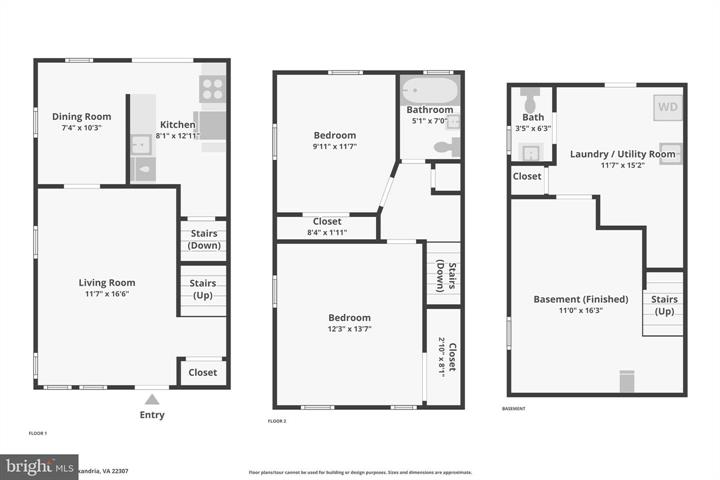 Dining Room
7'4" x 10'3"
Kitchen
8'1" x 12'11"
Stairs
(Down)
Living Room
11'7" x 16'6"
Stairs
(Up)
Closet
Entry
FLOOR 1
Bathroom
5'1" x 7'0"
Bedroom
9'11" x 11'7"
Closet
8'4" x 1'11"
Stairs
(Down)
Bedroom
12'3" x 13'7"
Closet
2'10" x 8'1"
FLOOR 2
Bath
3'5" x 6'3"
WD
Laundry / Utility Room
11'7" x 15'2"
Closet
Basement (Finished)
11'0" x 16'3"
Stairs
(Up)
BASEMENT
bright MLS
xandria, VA 22307
Floor plans/tour cannot be used for building or design purposes. Sizes and dimensions are approximate.